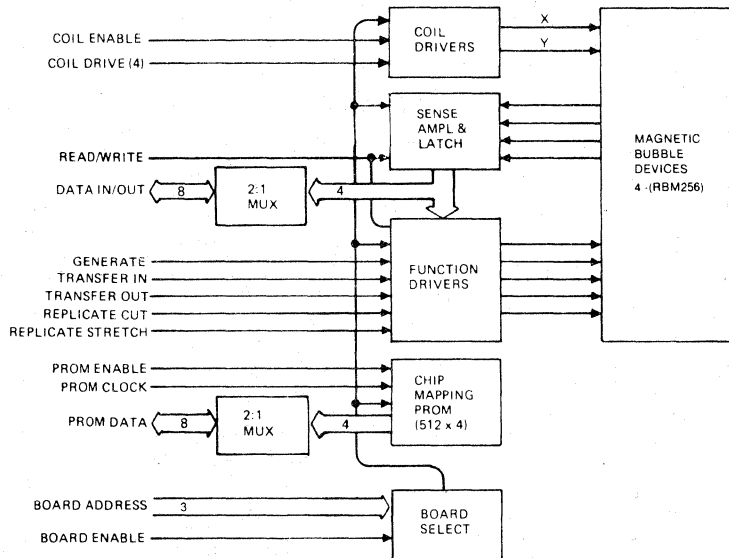 COIL ENABLE
COIL DRIVE (4)
COIL
DRIVERS
X
Y
SENSE
AMPL &
LATCH
MAGNETIC
BUBBLE
DEVICES
4 -(RBM256)
READ/WRITE
DATA IN/OUT
8
2:1
MUX
4
GENERATE
TRANSFER IN
TRANSFER OUT
REPLICATE CUT
REPLICATE STRETCH
FUNCTION
DRIVERS
PROM ENABLE
PROM CLOCK
PROM DATA
8
2:1
MUX
4
CHIP
MAPPING
PROM
(512 x 4)
BOARD ADDRESS
3
BOARD ENABLE
BOARD
SELECT